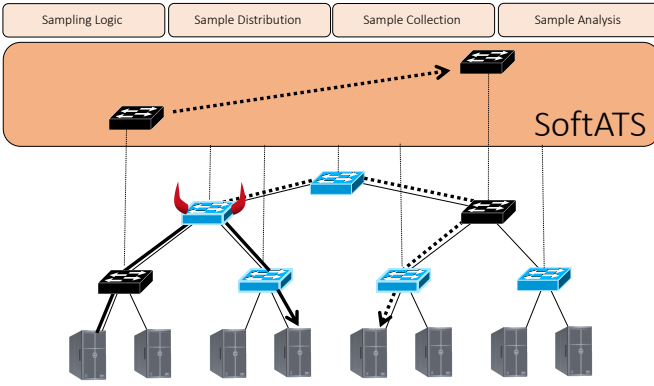 Sampling Logic
Sample Distribution
Sample Collection
Sample Analysis
SoftATS